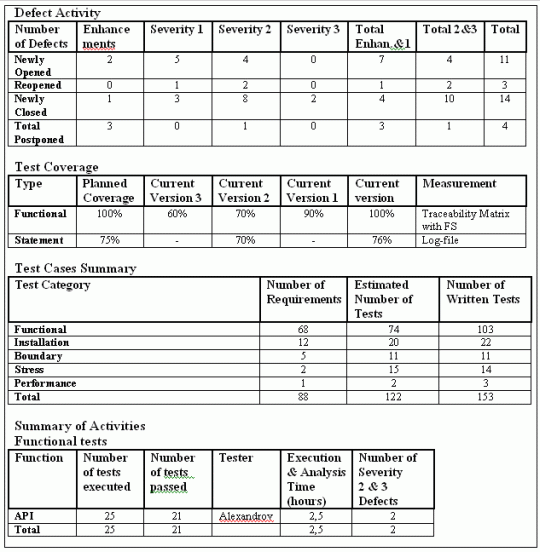 Defect Activity
Number of Defects Enhance ments Severity 1 Severity 2 Severity 3 Total Enhan.&1 Total 2 &3 Total
Newly Opened 2 5 4 0 7 4 11
Reopened 0 1 2 0 1 2 3
Newly Closed 1 3 8 2 4 10 14
Total Postponed 3 0 1 0 3 1 4
Test Coverage
Type Planned Coverage Current Version 3 Current Version 2 Current Version 1 Current version Measurement
Functional 100% 60% 70% 90% 100% Traceability Matrix with FS
Statement 75% - 70% - 76% Log-file
Test Cases Summary
Test Category Number of Requirements Estimated Number of Tests Number of Written Tests
Functional 68 74 103
Installation 12 20 22
Boundary 5 11 11
Stress 2 15 14
Performance 1 2 3
Total 88 122 153
Summary of Activities
Functional tests
Function Number of tests executed Number of tests passed Tester Execution & Analysis Time (hours) Number of Severity 2 & 3 Defects
API 25 21 Alexandrov 2,5 2
Total 25 21 2,5 2